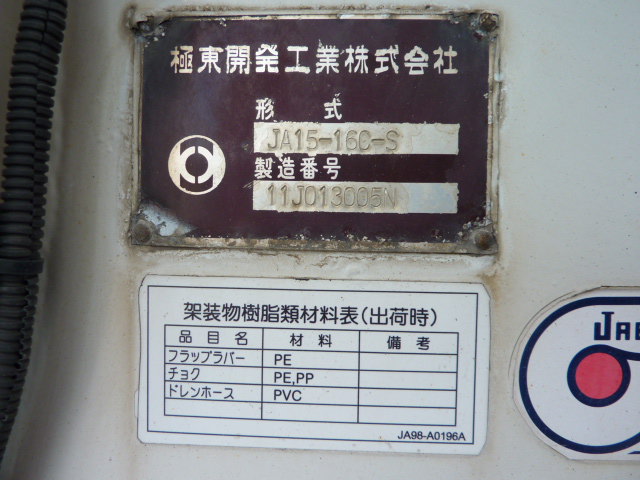 極東開発工業株式会社
形 式
JA15-16C-S
製造番号
11J013005N
架装物樹脂類材料表(出荷時)
品目名 材料 備考
フラップラバー PE
チョク PE,PP
ドレンホース PVC
JA98-A0196A